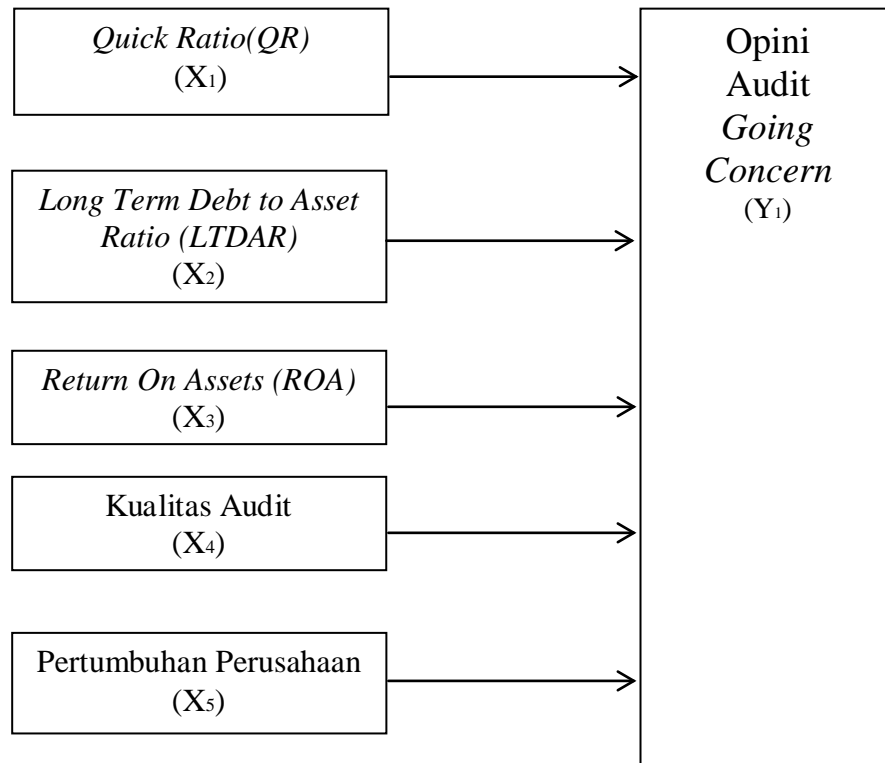 Quick Ratio(QR)
(X1)
Long Term Debt to Asset
Ratio (LTDAR)
(X2)
Return On Assets (ROA)
(X3)
Kualitas Audit
(X4)
Pertumbuhan Perusahaan
(X5)
Opini
Audit
Going
Concern
(Y1)